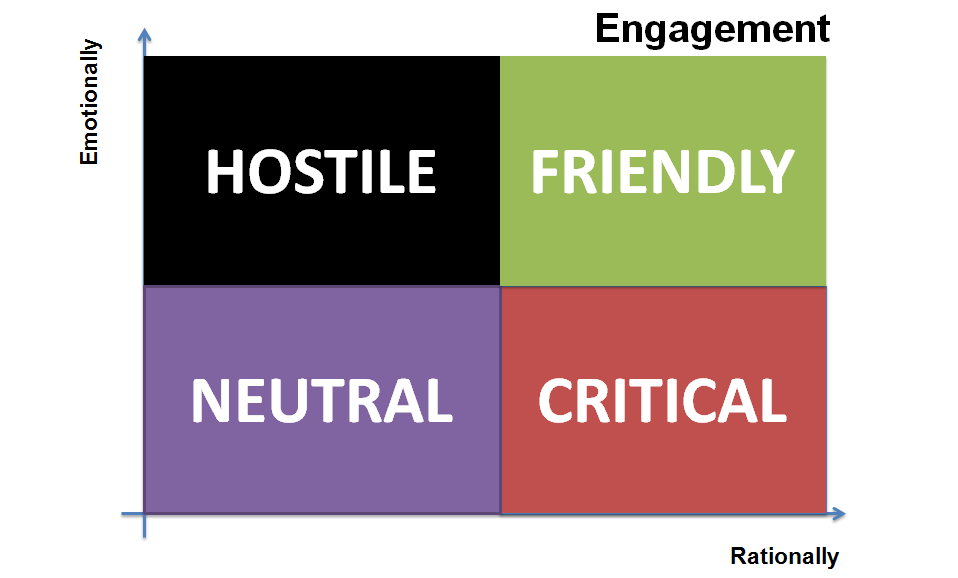 Engagement
Emotionally
HOSTILE
FRIENDLY
NEUTRAL
CRITICAL
Rationally